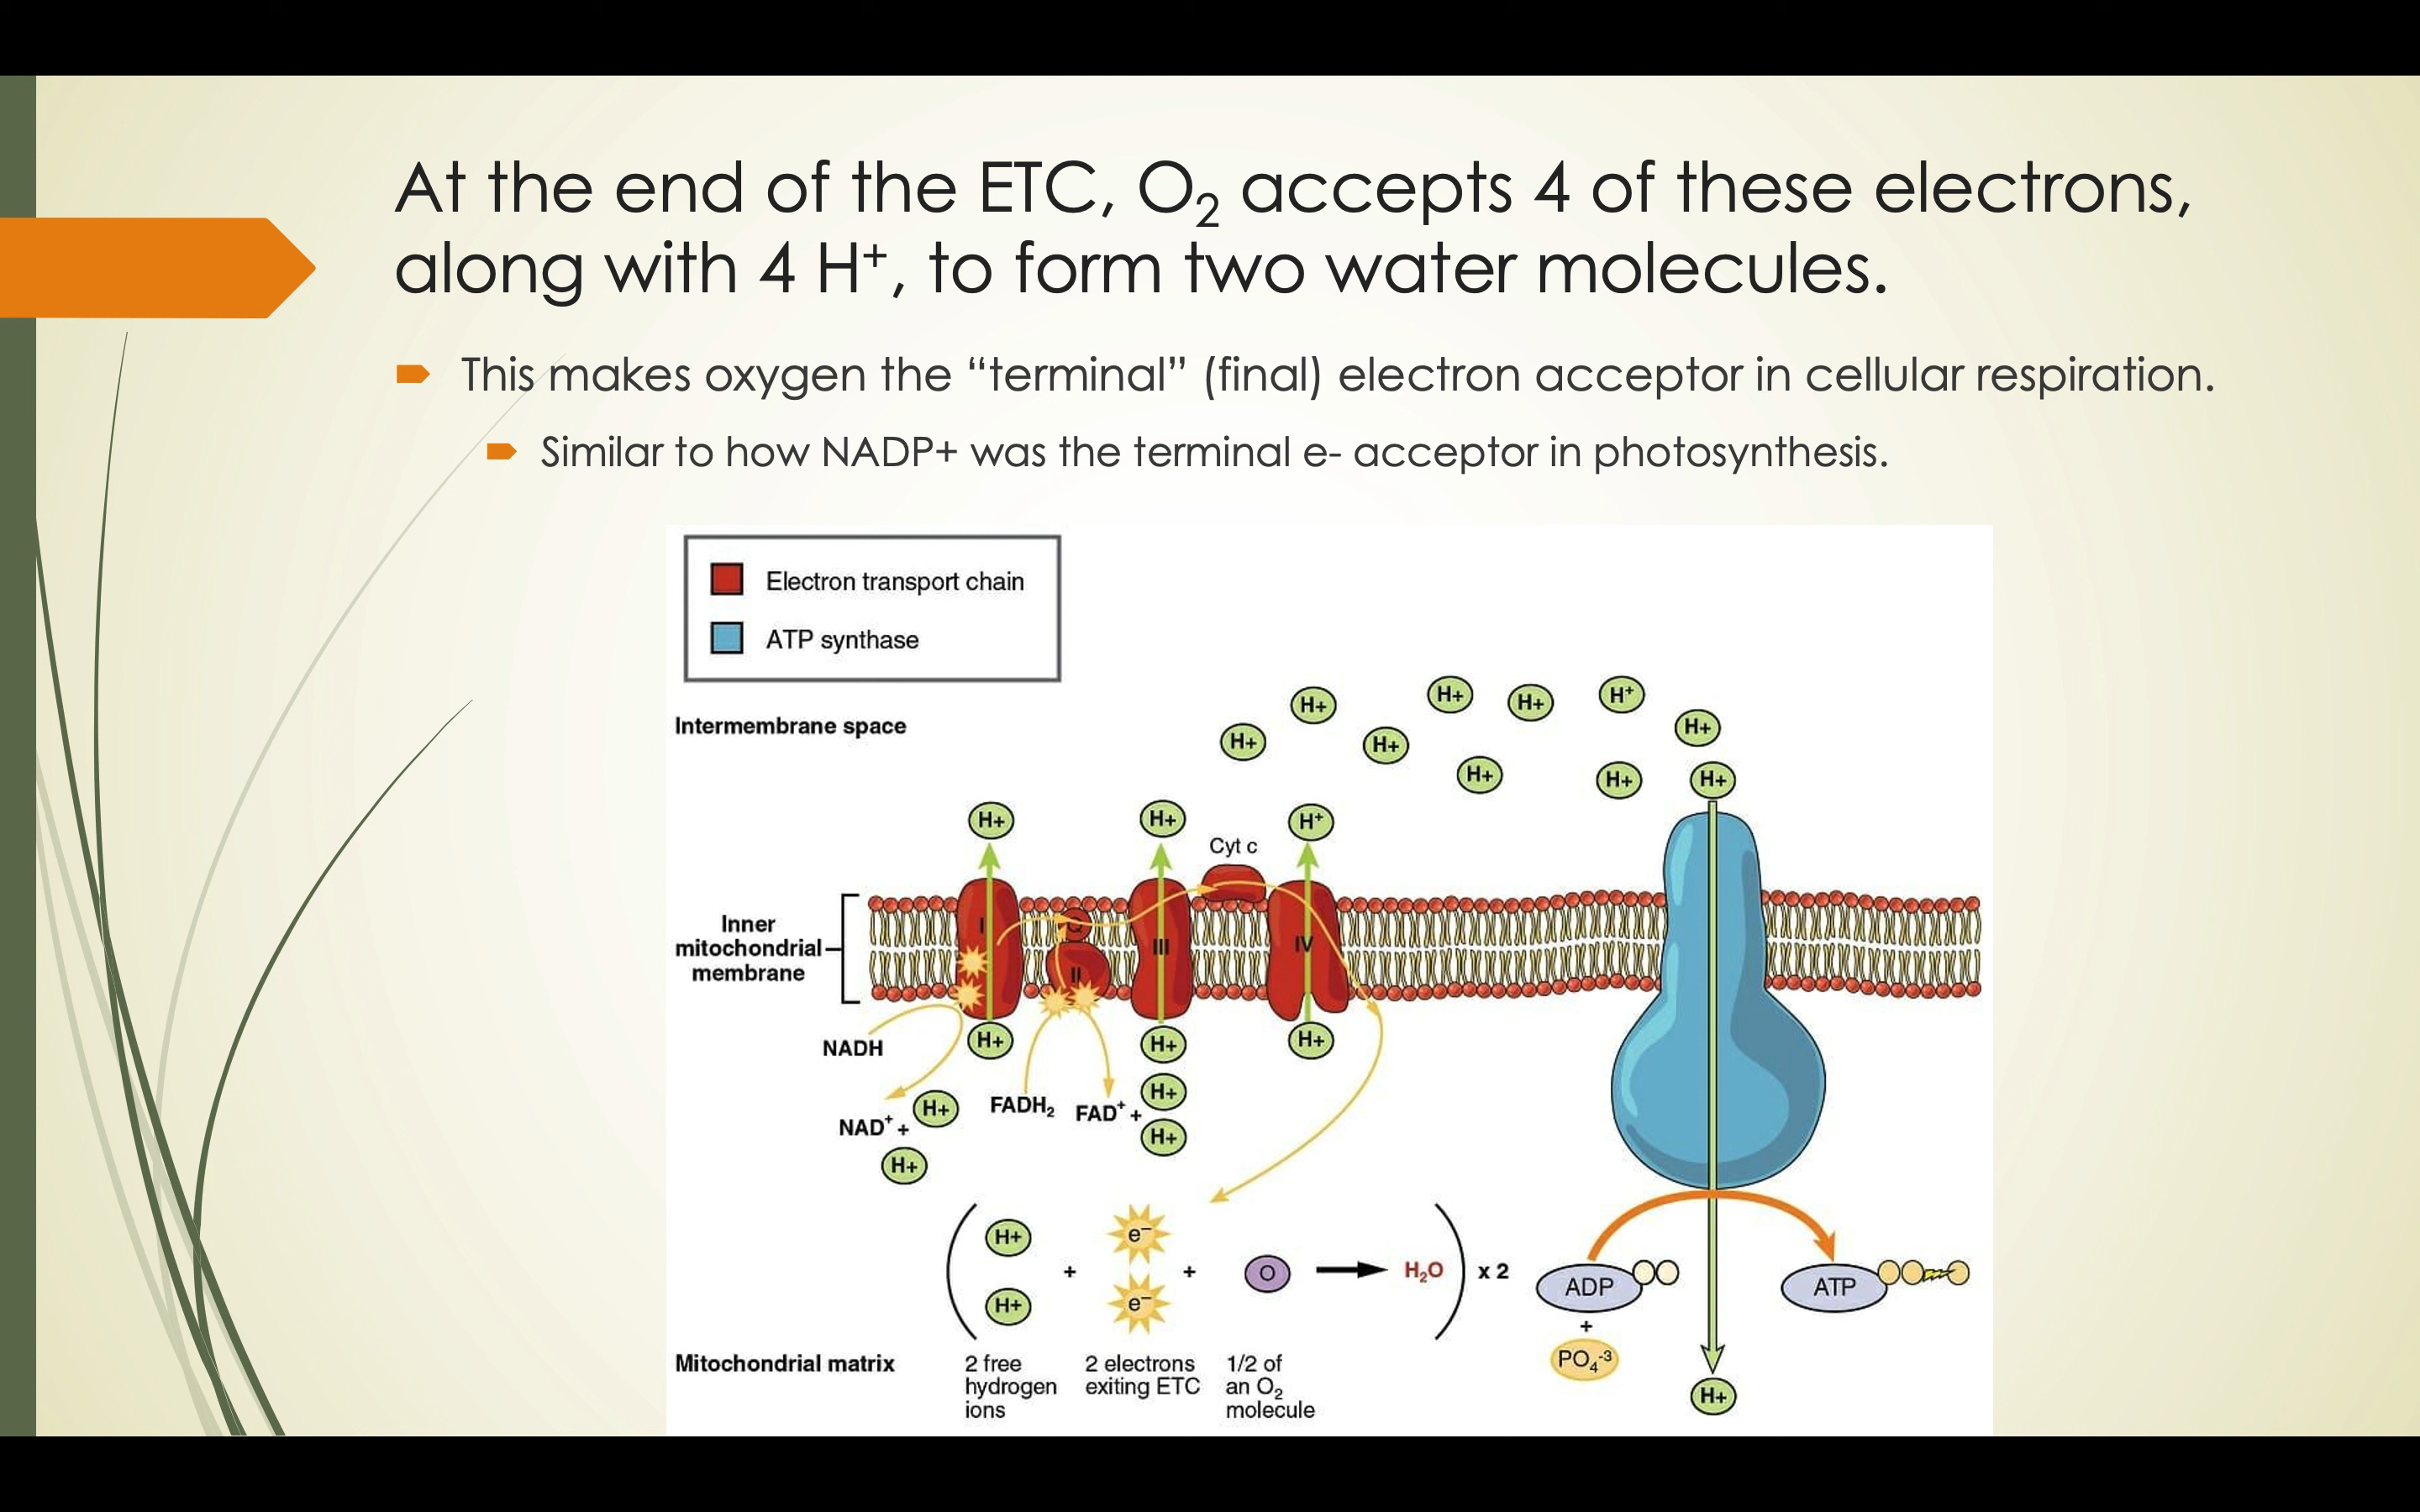 At the end of the ETC, O₂ accepts 4 of these electrons,
along with 4 H⁺, to form two water molecules.
This makes oxygen the “terminal” (final) electron acceptor in cellular respiration.
Similar to how NADP+ was the terminal e- acceptor in photosynthesis.
Electron transport chain
ATP synthase
Intermembrane space
H+
H+
H+
H+
H+
H+
H⁺
H+
H+
H+
H+
H+
H⁺
Cyt c
Inner
mitochondrial
membrane
I
Q
II
III
IV
NADH
H+
H+
H+
H+
H+
NAD⁺ +
H+
H+
FADH₂
FAD⁺ +
H+
H+
+
e⁻
e⁻
+
O
H₂O
x 2
ADP
+
PO₄⁻³
ATP
H+
Mitochondrial matrix
2 free
hydrogen
ions
2 electrons
exiting ETC
1/2 of
an O₂
molecule